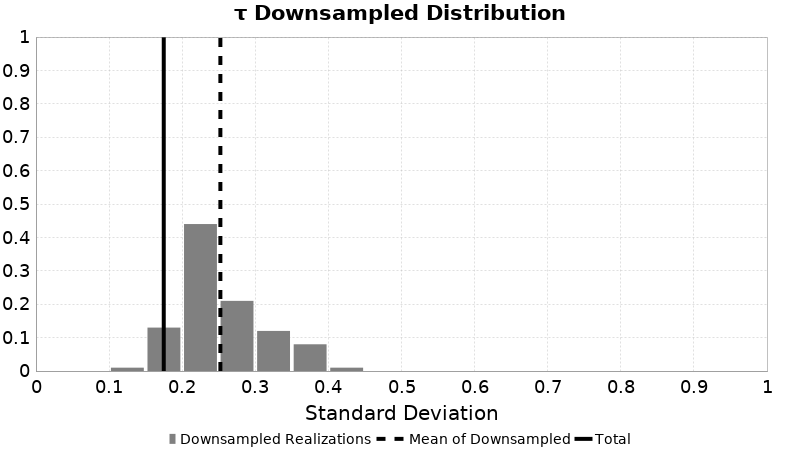 τ Downsampled Distribution
1
0.9
0.8
0.7
0.6
0.5
0.4
0.3
0.2
0.1
0
0 0.1 0.2 0.3 0.4 0.5 0.6 0.7 0.8 0.9 1
Standard Deviation
Downsampled Realizations Mean of Downsampled Total